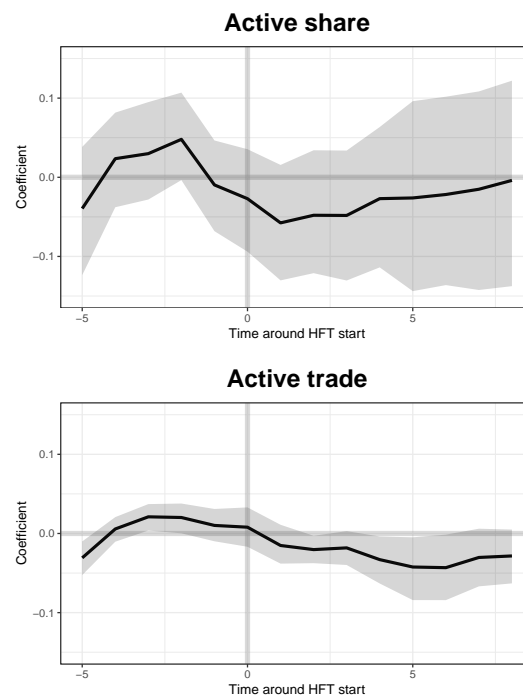 Active share
0.1
0.0
−0.1
Coefficient
−5
0
5
Time around HFT start
Active trade
0.1
0.0
−0.1
Coefficient
−5
0
5
Time around HFT start